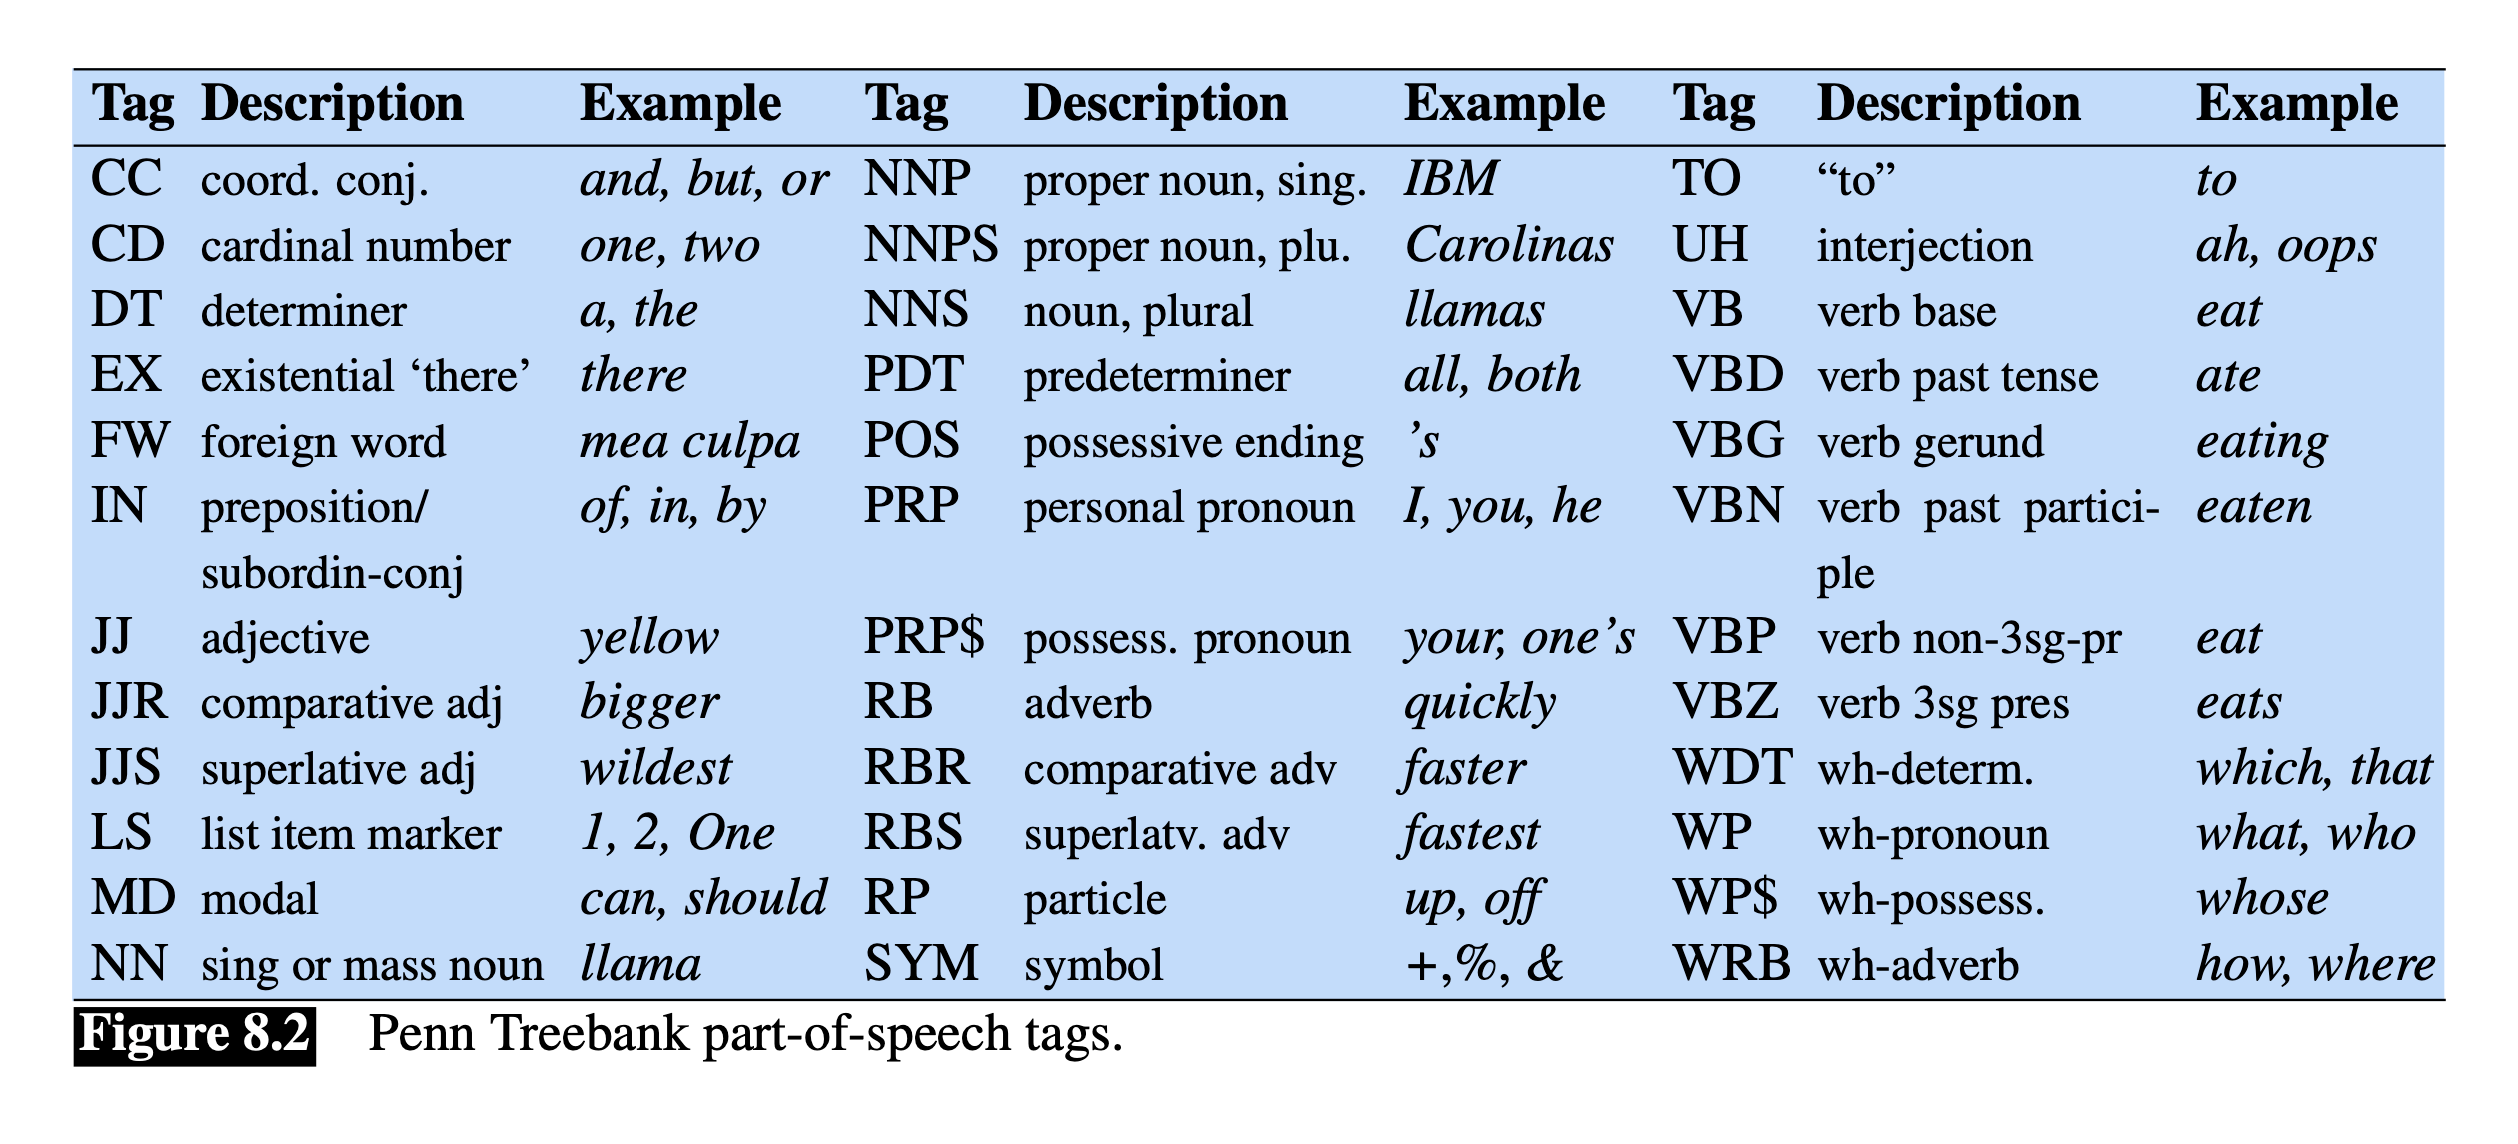 Tag Description Example Tag Description Example Tag Description Example
CC coord. conj. and, but, or NNP proper noun, sing. IBM TO “to” to
CD cardinal number one, two NNPS proper noun, plu. Carolinas UH interjection ah, oops
DT determiner a, the NNS noun, plural llamas VB verb base eat
EX existential ‘there’ there PDT predeterminer all, both VBD verb past tense ate
FW foreign word mea culpa POS possessive ending ’s VBG verb gerund eating
IN preposition/ of, in, by PRP personal pronoun I, you, he VBN verb past partici- eaten
subordin-conj ple
JJ adjective yellow PRP$ possess. pronoun your, one’s VBP verb non-3sg-pr eat
JJR comparative adj bigger RB adverb quickly VBZ verb 3sg pres eats
JJS superlative adj wildest RBR comparative adv faster WDT wh-determ. which, that
LS list item marker 1, 2, One RBS superlatv. adv fastest WP wh-pronoun what, who
MD modal can, should RP particle up, off WP$ wh-possess. whose
NN sing or mass noun llama SYM symbol +,%, & WRB wh-adverb how, where
Figure 8.2 Penn Treebank part-of-speech tags.